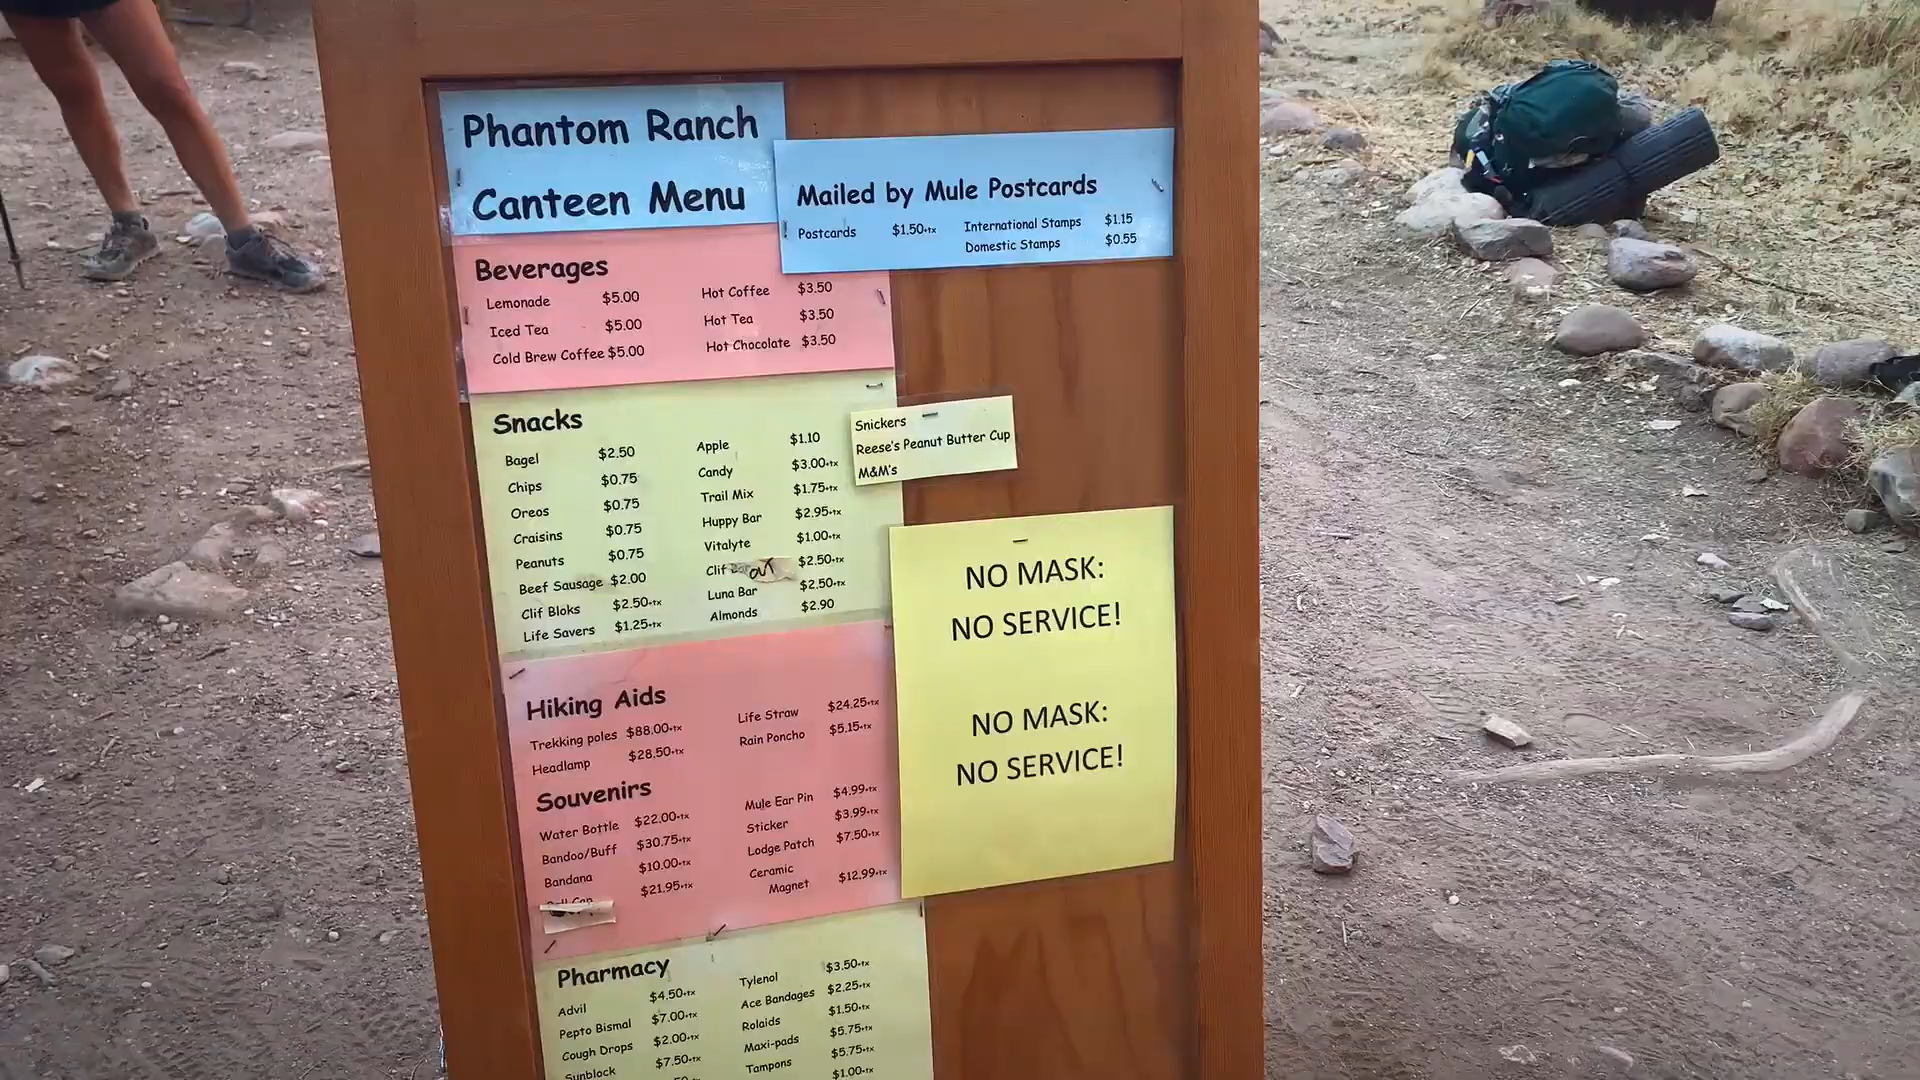 Phantom Ranch
Canteen Menu
Mailed by Mule Postcards
Postcards $1.50+tx International Stamps $1.15
Domestic Stamps $0.55
Beverages
Lemonade $5.00 Hot Coffee $3.50
Iced Tea $5.00 Hot Tea $3.50
Cold Brew Coffee $5.00 Hot Chocolate $3.50
Snacks
Bagel $2.50 Apple $1.10
Chips $0.75 Candy $3.00+tx
Oreos $0.75 Trail Mix $1.75+tx
Craisins $0.75 Huppy Bar $2.95+tx
Peanuts $0.75 Vitalyte $1.00+tx
Beef Sausage $2.00 Clif out $2.50+tx
Clif Bloks $2.50+tx Luna Bar $2.50+tx
Life Savers $1.25+tx Almonds $2.90
Snickers
Reese's Peanut Butter Cup
M&M's
NO MASK:
NO SERVICE!
NO MASK:
NO SERVICE!
Hiking Aids
Trekking poles $88.00+tx Life Straw $24.25+tx
Headlamp $28.50+tx Rain Poncho $5.15+tx
Souvenirs
Water Bottle $22.00+tx Mule Ear Pin $4.99+tx
Bandoo/Buff $30.75+tx Sticker $3.99+tx
Bandana $10.00+tx Lodge Patch $7.50+tx
$21.95+tx Ceramic
Magnet $12.99+tx
Pharmacy
Advil $4.50+tx Tylenol $3.50+tx
Pepto Bismal $7.00+tx Ace Bandages $2.25+tx
Cough Drops $2.00+tx Rolaids $1.50+tx
Sunblock $7.50+tx Maxi-pads $5.75+tx
Tampons $5.75+tx
$1.00+tx